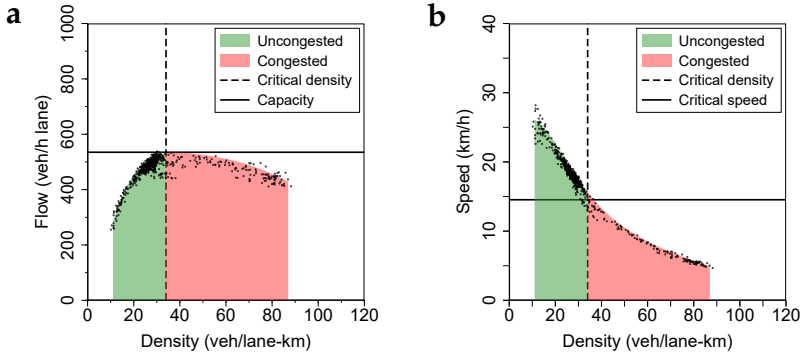 a
Flow (veh/h lane)
1000
800
600
400
200
0
Uncongested
Congested
Critical density
Capacity
0 20 40 60 80 100 120
Density (veh/lane-km)
b
Speed (km/h)
40
30
20
10
0
Uncongested
Congested
Critical density
Critical speed
0 20 40 60 80 100 120
Density (veh/lane-km)